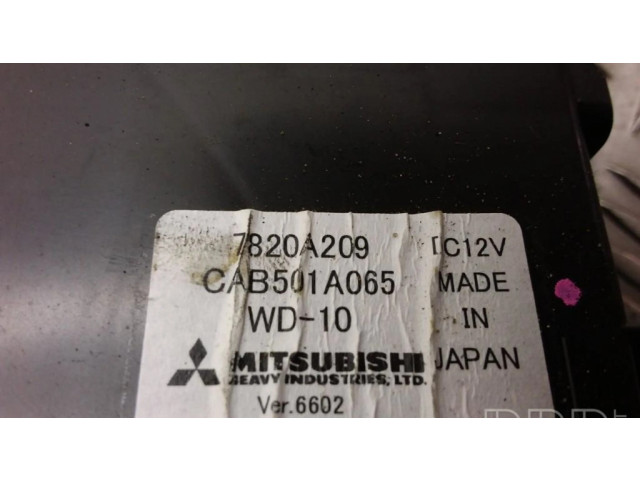 7820A209 DC12V
CAB501A065 MADE
WD-10 IN
MITSUBISHI JAPAN
HEAVY INDUSTRIES, LTD.
Ver.6602